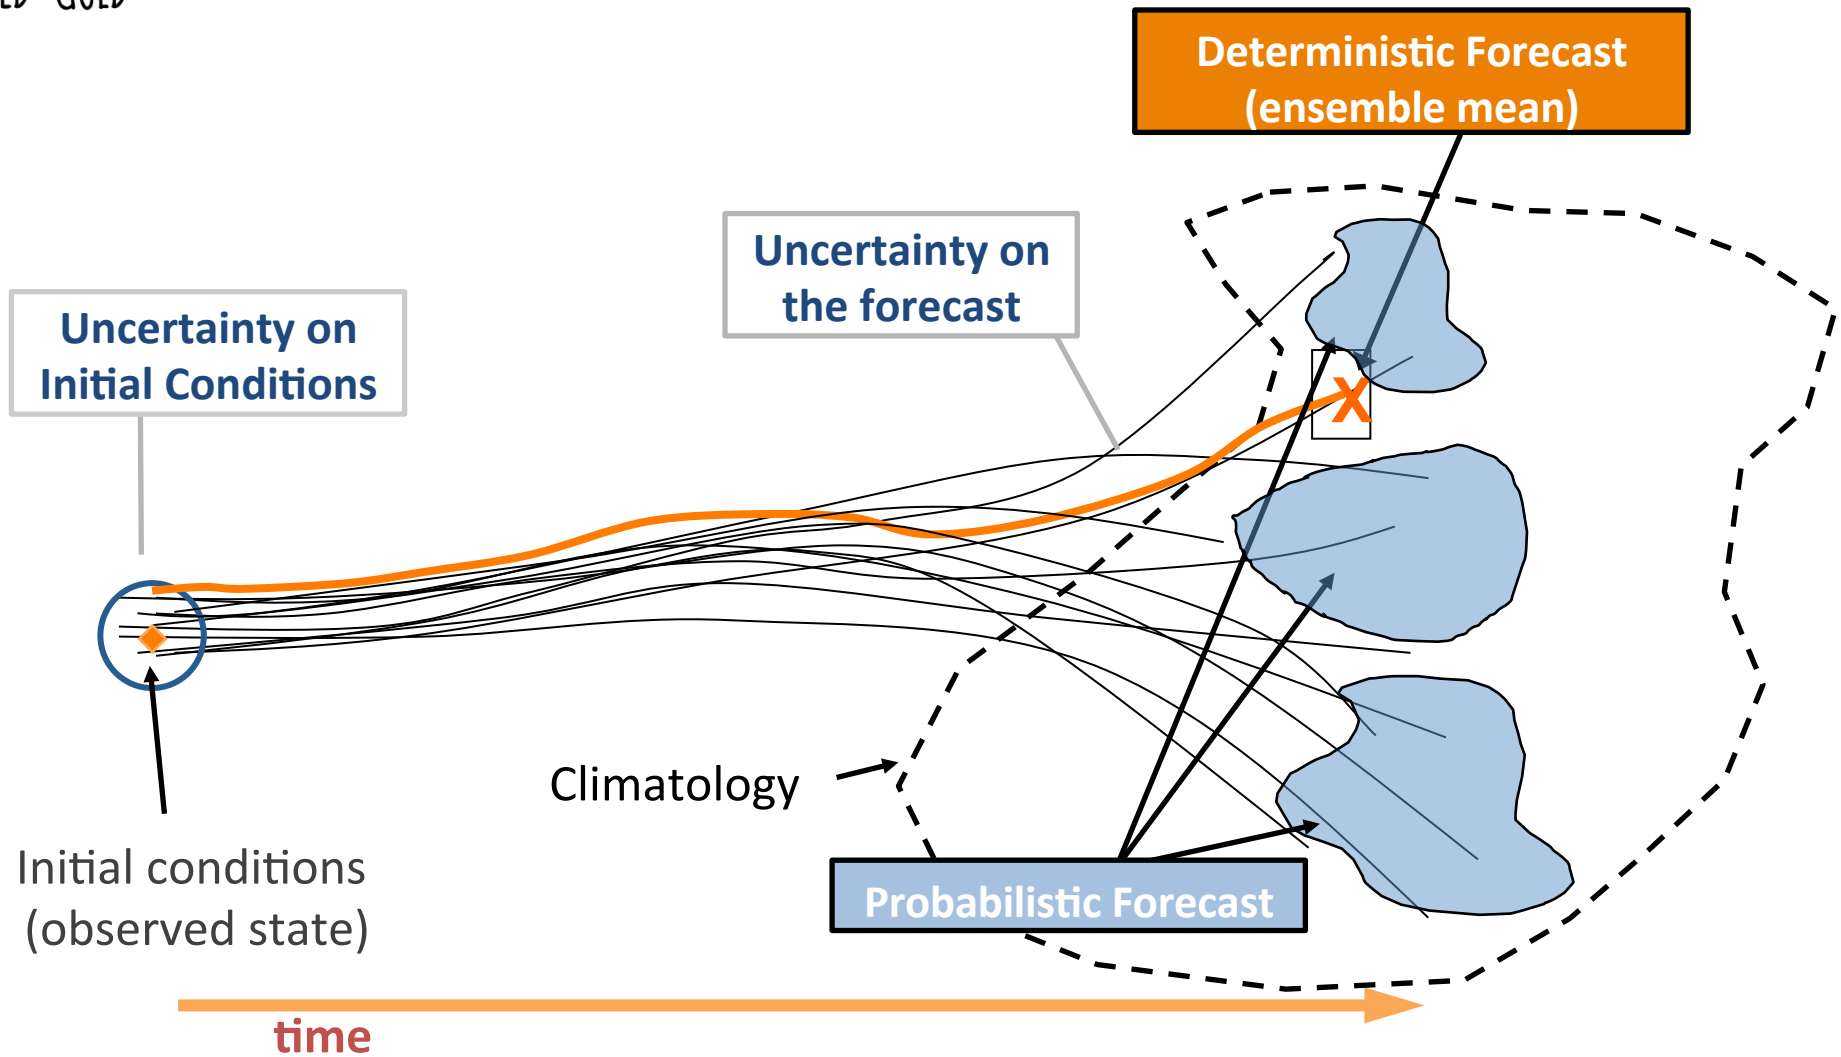 GOLD
Deterministic Forecast
(ensemble mean)
Uncertainty on
the forecast
Uncertainty on
Initial Conditions
X
Climatology
Initial conditions
(observed state)
Probabilistic Forecast
time